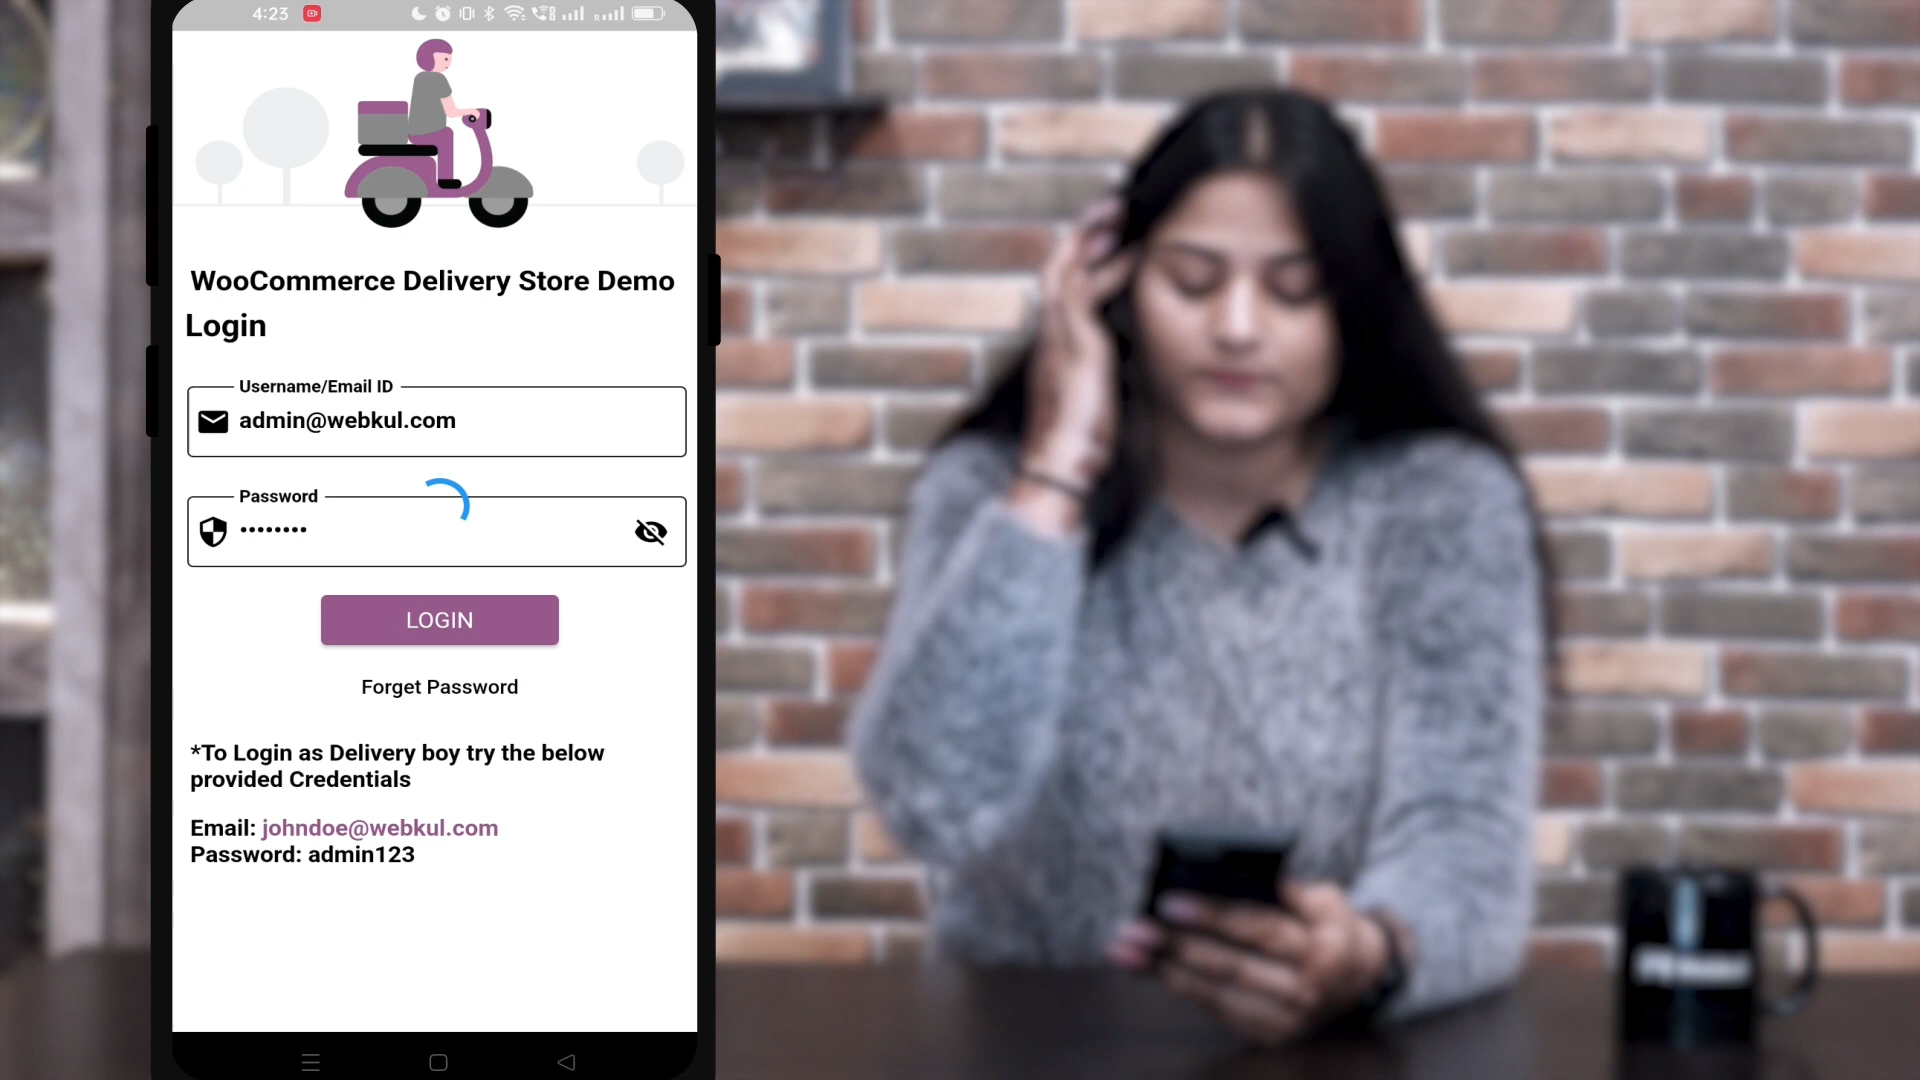 4:23
WooCommerce Delivery Store Demo
Login
Username/Email ID
admin@webkul.com
Password
••••••••
LOGIN
Forget Password
*To Login as Delivery boy try the below
provided Credentials
Email: johndoe@webkul.com
Password: admin123